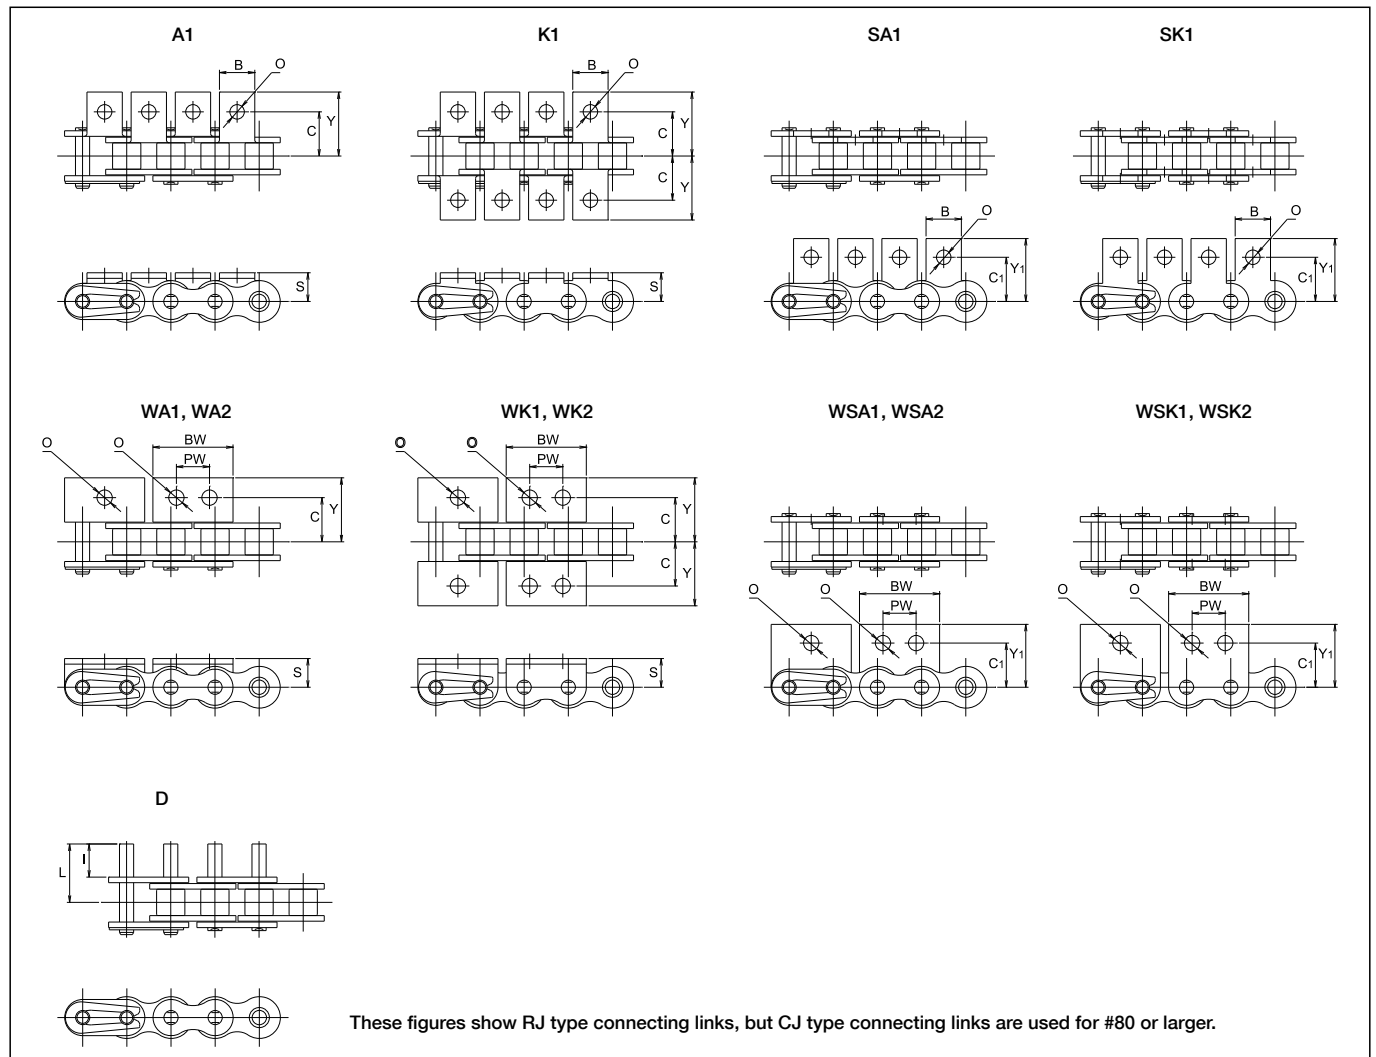 A1
K1
SA1
SK1
B
O
C
Y
S
B
O
C
Y
C
Y
S
B
O
C1
Y1
B
O
C1
Y1
WA1, WA2
WK1, WK2
WSA1, WSA2
WSK1, WSK2
O
O
BW
PW
C
Y
S
O
O
BW
PW
C
Y
C
Y
S
O
O
BW
PW
C1
Y1
O
O
BW
PW
C1
Y1
D
L
I
These figures show RJ type connecting links, but CJ type connecting links are used for #80 or larger.